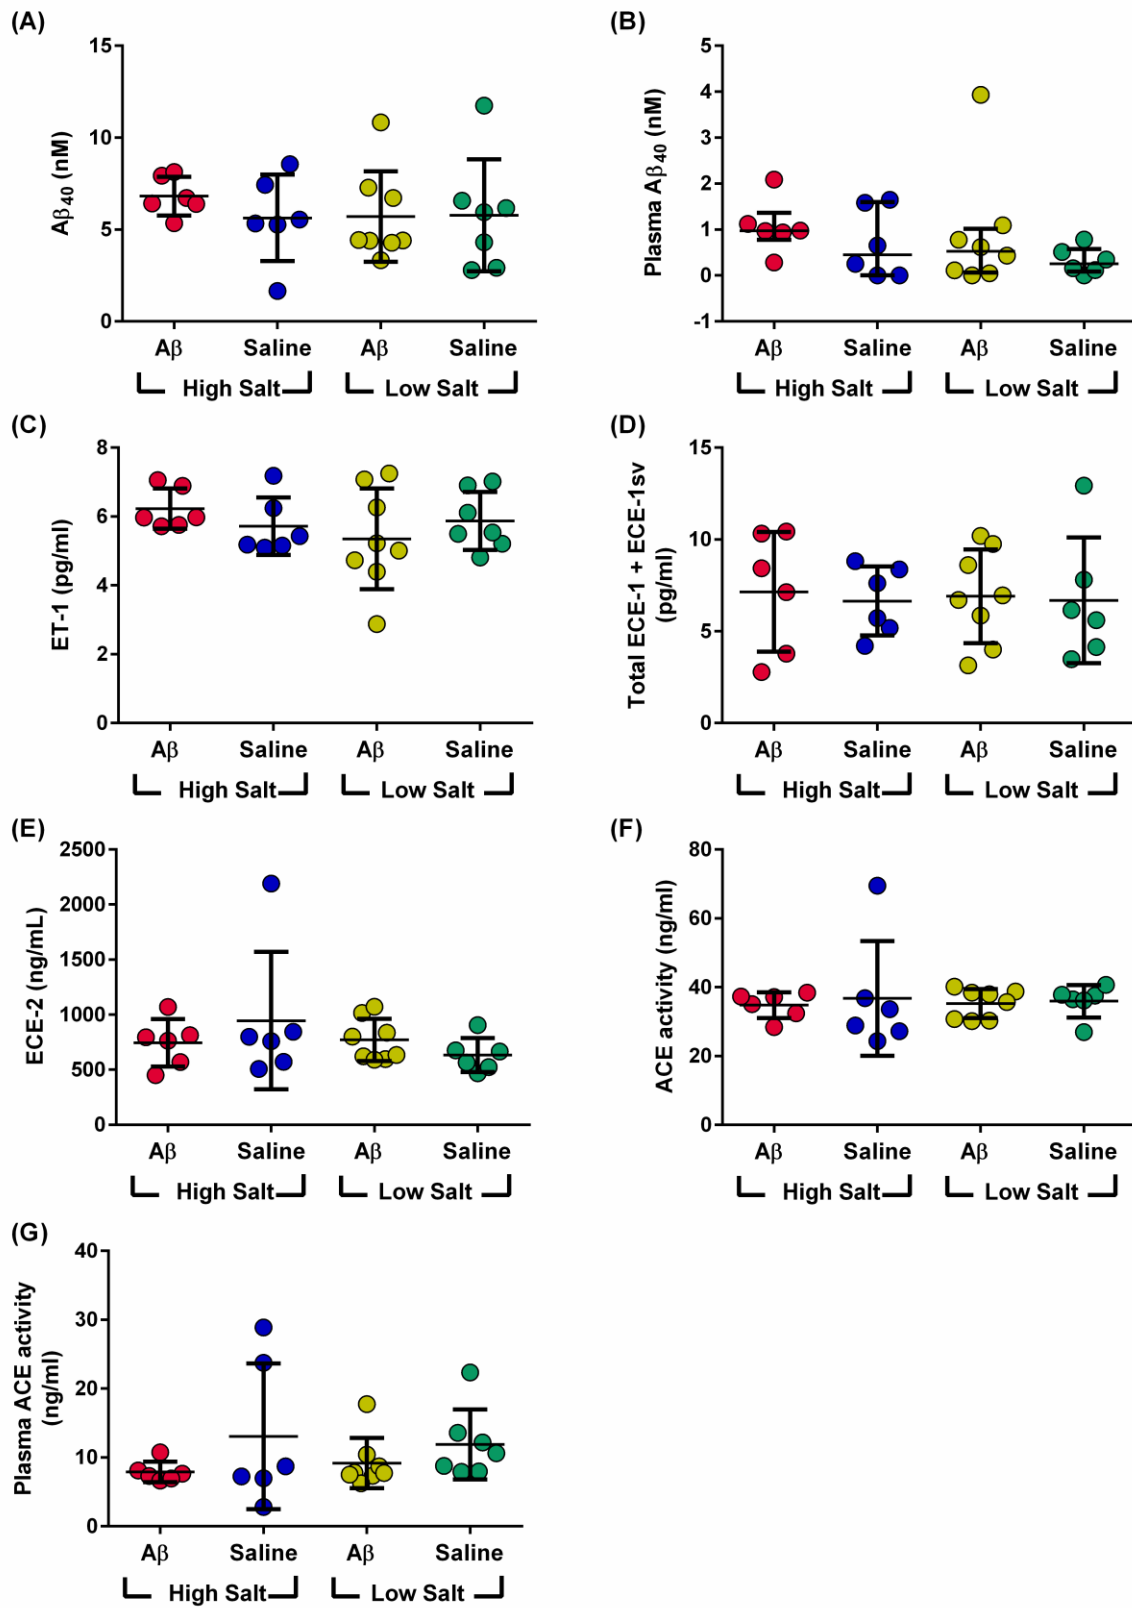 (A)
Aβ40 (nM)
15
10
5
0
Aβ Saline Aβ Saline
High Salt Low Salt
(B)
Plasma Aβ40 (nM)
5
4
3
2
1
0
-1
Aβ Saline Aβ Saline
High Salt Low Salt
(C)
ET-1 (pg/ml)
8
6
4
2
0
Aβ Saline Aβ Saline
High Salt Low Salt
(D)
Total ECE-1 + ECE-1sv
(pg/ml)
15
10
5
0
Aβ Saline Aβ Saline
High Salt Low Salt
(E)
ECE-2 (ng/mL)
2500
2000
1500
1000
500
0
Aβ Saline Aβ Saline
High Salt Low Salt
(F)
ACE activity (ng/ml)
80
60
40
20
0
Aβ Saline Aβ Saline
High Salt Low Salt
(G)
Plasma ACE activity
(ng/ml)
40
30
20
10
0
Aβ Saline Aβ Saline
High Salt Low Salt